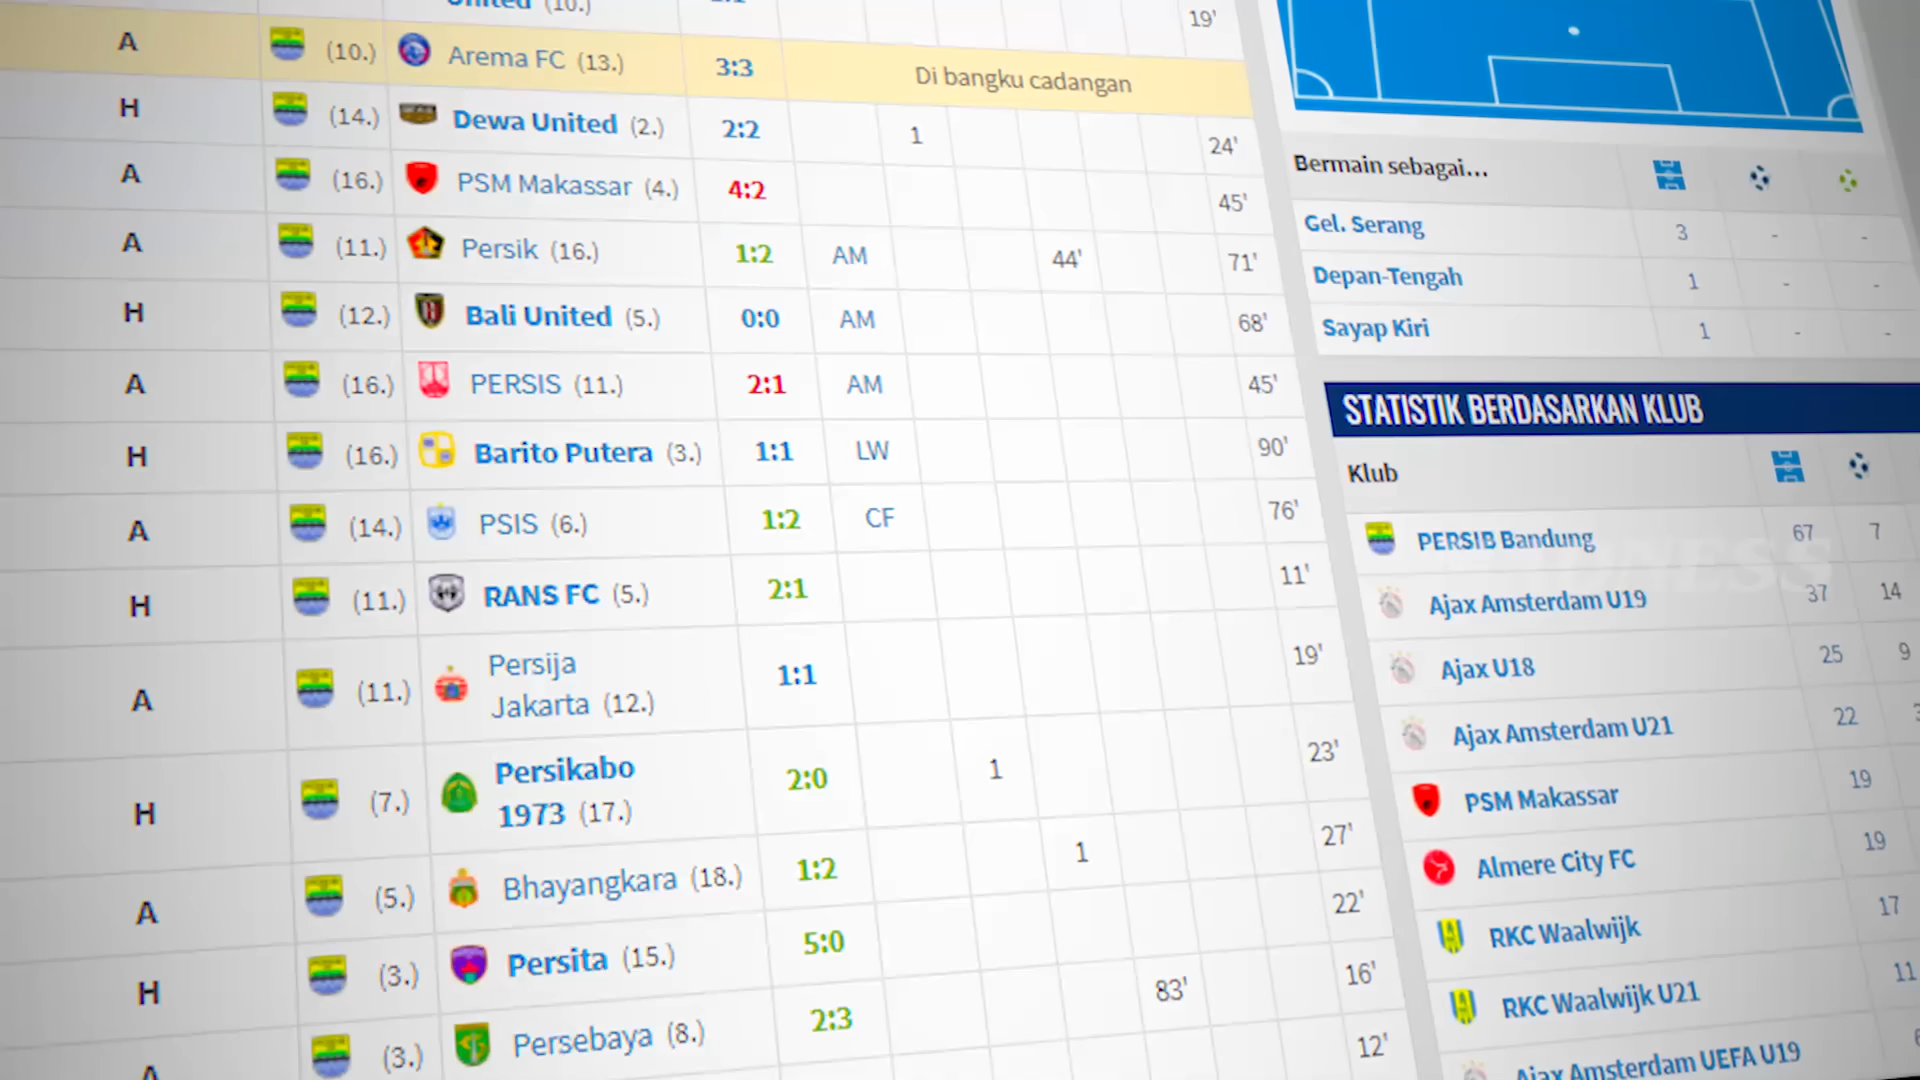 United (10.)
19'
A (10.) Arema FC (13.) 3:3 Di bangku cadangan
H (14.) Dewa United (2.) 2:2 1 24'
A (16.) PSM Makassar (4.) 4:2 45'
A (11.) Persik (16.) 1:2 AM 44' 71'
H (12.) Bali United (5.) 0:0 AM 68'
A (16.) PERSIS (11.) 2:1 AM 45'
H (16.) Barito Putera (3.) 1:1 LW 90'
A (14.) PSIS (6.) 1:2 CF 76'
H (11.) RANS FC (5.) 2:1 11'
A (11.) Persija
Jakarta (12.) 1:1 19'
H (7.) Persikabo
1973 (17.) 2:0 1 23'
A (5.) Bhayangkara (18.) 1:2 1 27'
H (3.) Persita (15.) 5:0 22'
A (3.) Persebaya (8.) 2:3 83' 16'
12'
Bermain sebagai...
Gel. Serang 3 - -
Depan-Tengah 1 - -
Sayap Kiri 1 - -
STATISTIK BERDASARKAN KLUB
Klub
PERSIB Bandung 67 7
Ajax Amsterdam U19 37 14
Ajax U18 25 9
Ajax Amsterdam U21 22
PSM Makassar 19
Almere City FC 19
RKC Waalwijk 17
RKC Waalwijk U21 11
Ajax Amsterdam UEFA U19